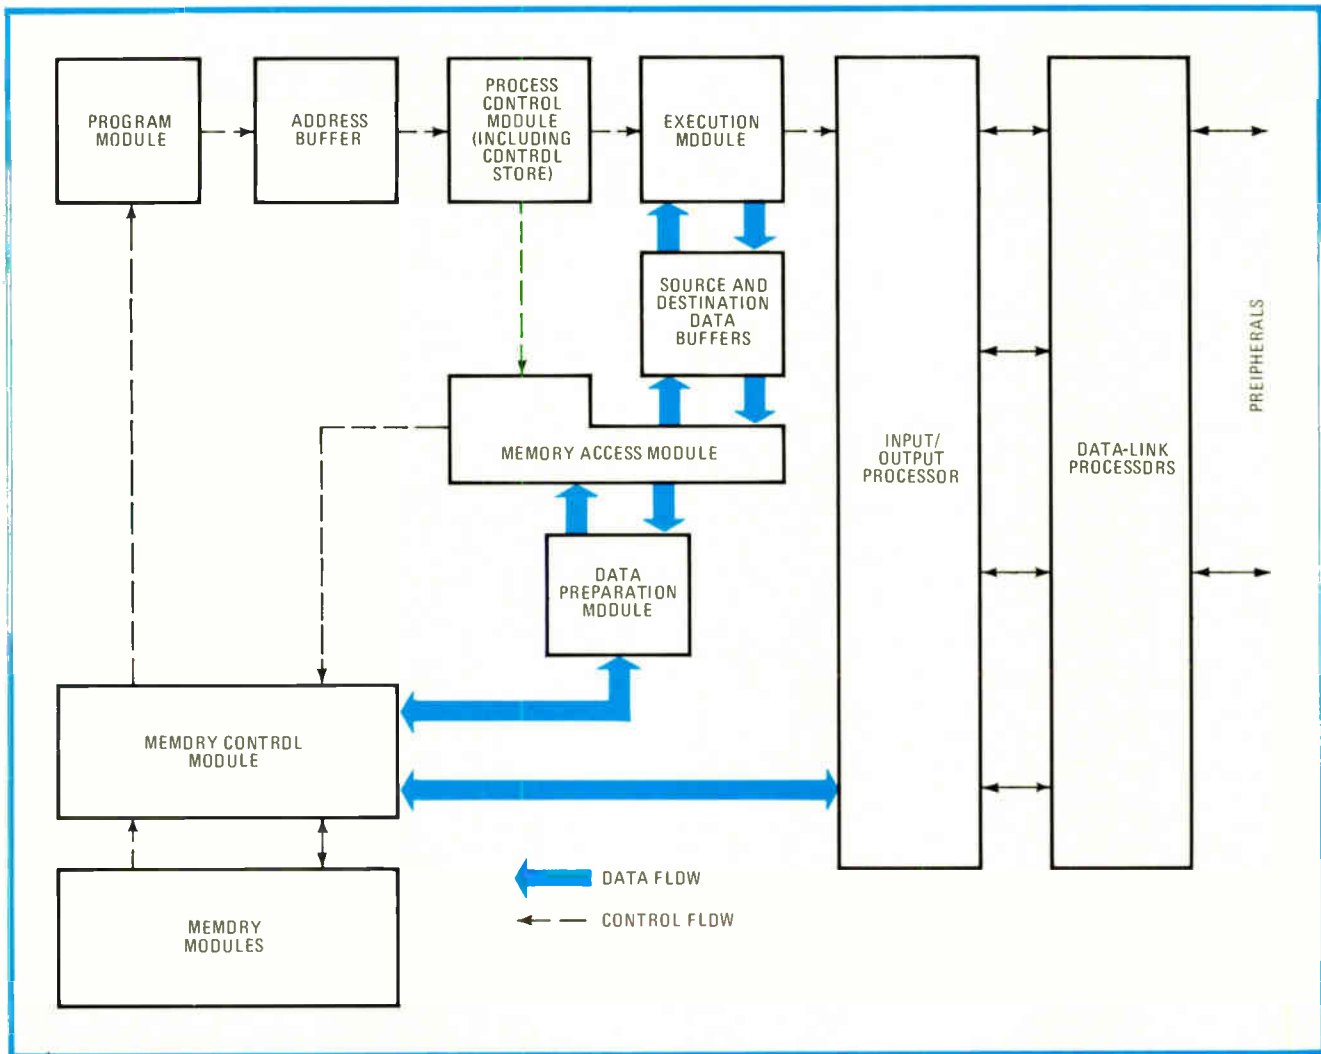 PROGRAM
MODULE
ADDRESS
BUFFER
PROCESS
CONTROL
MODULE
(INCLUDING
CONTROL
STORE)
EXECUTION
MODULE
SOURCE AND
DESTINATION
DATA
BUFFERS
MEMORY ACCESS MODULE
DATA
PREPARATION
MODULE
INPUT/
OUTPUT
PROCESSOR
DATA-LINK
PROCESSORS
PREIPHERALS
MEMORY CONTROL
MODULE
MEMORY
MODULES
DATA FLOW
CONTROL FLOW